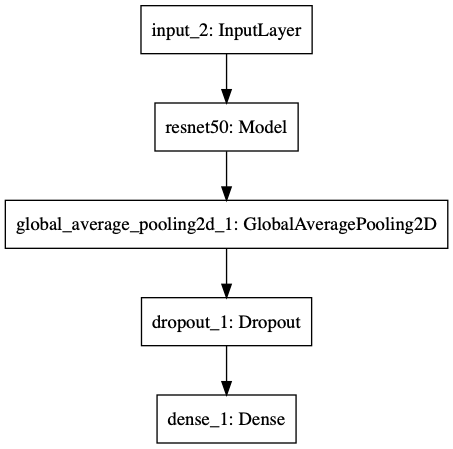 input_2: InputLayer
resnet50: Model
global_average_pooling2d_1: GlobalAveragePooling2D
dropout_1: Dropout
dense_1: Dense